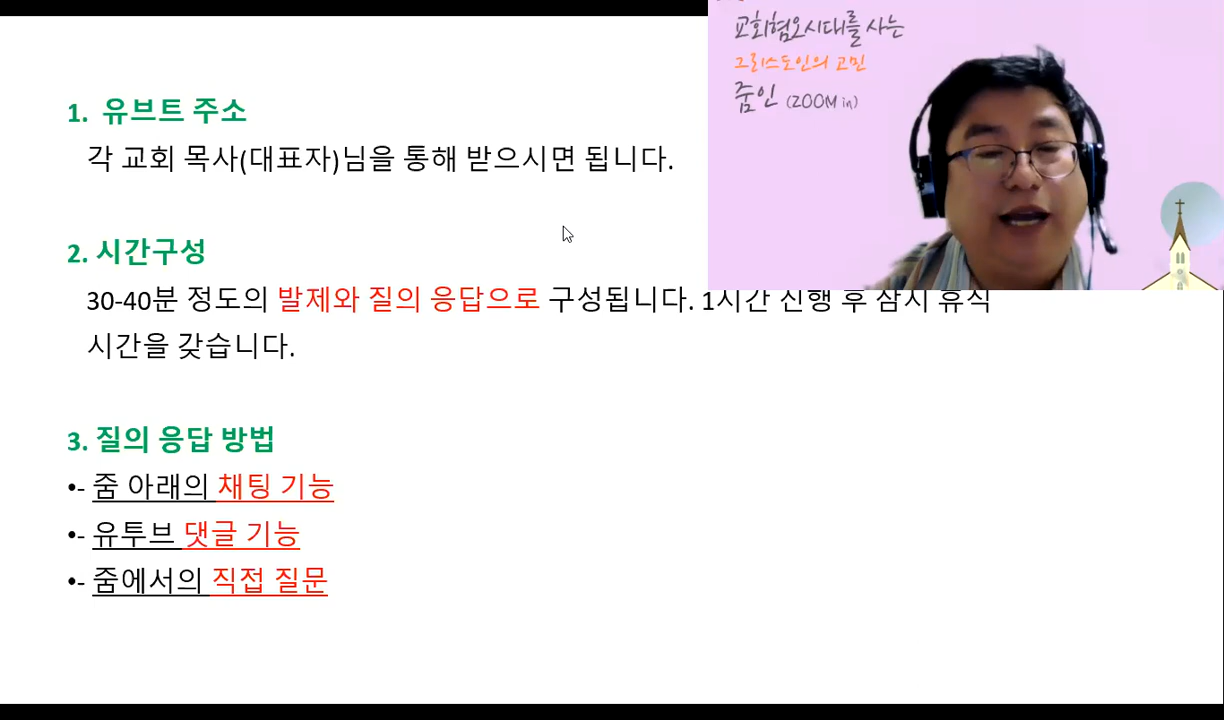 교회혐오시대를 사는
그리스도인의 고민
줌인 (ZOOM in)
1. 유브트 주소
각 교회 목사(대표자)님을 통해 받으시면 됩니다.
2. 시간구성
30-40분 정도의 발제와 질의 응답으로 구성됩니다. 1시간 진행 후 잠시 휴식
시간을 갖습니다.
3. 질의 응답 방법
•- 줌 아래의 채팅 기능
•- 유투브 댓글 기능
•- 줌에서의 직접 질문